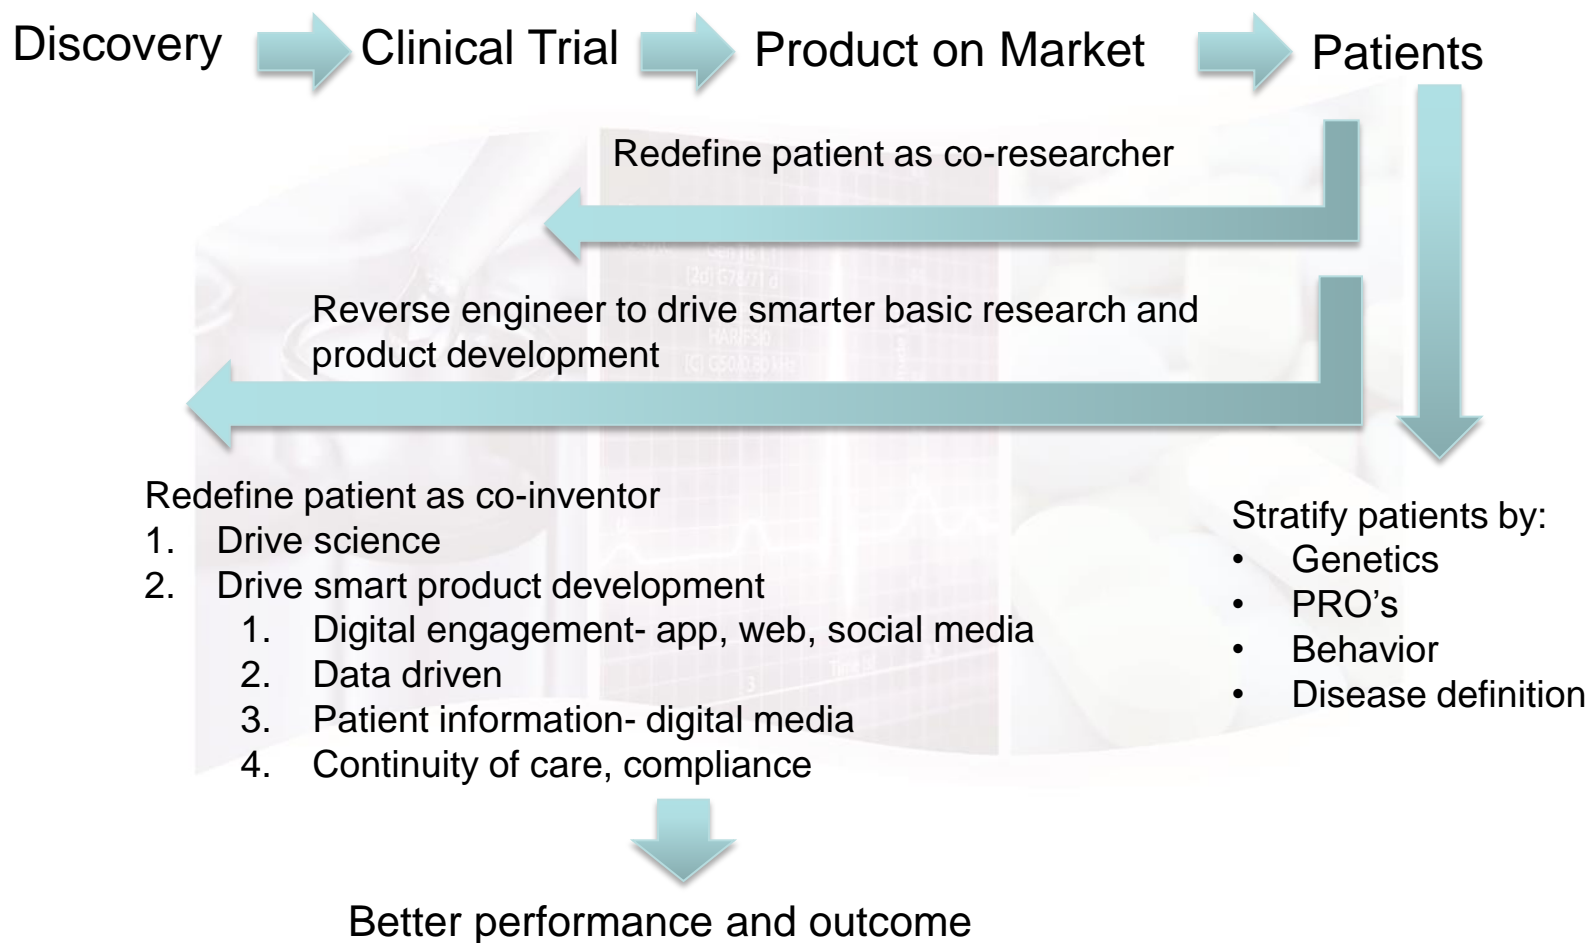 Discovery
Clinical Trial
Product on Market
Patients
Redefine patient as co-researcher
Reverse engineer to drive smarter basic research and
product development
Redefine patient as co-inventor
1. Drive science
2. Drive smart product development
1. Digital engagement- app, web, social media
2. Data driven
3. Patient information- digital media
4. Continuity of care, compliance
Stratify patients by:
• Genetics
• PRO’s
• Behavior
• Disease definition
Better performance and outcome